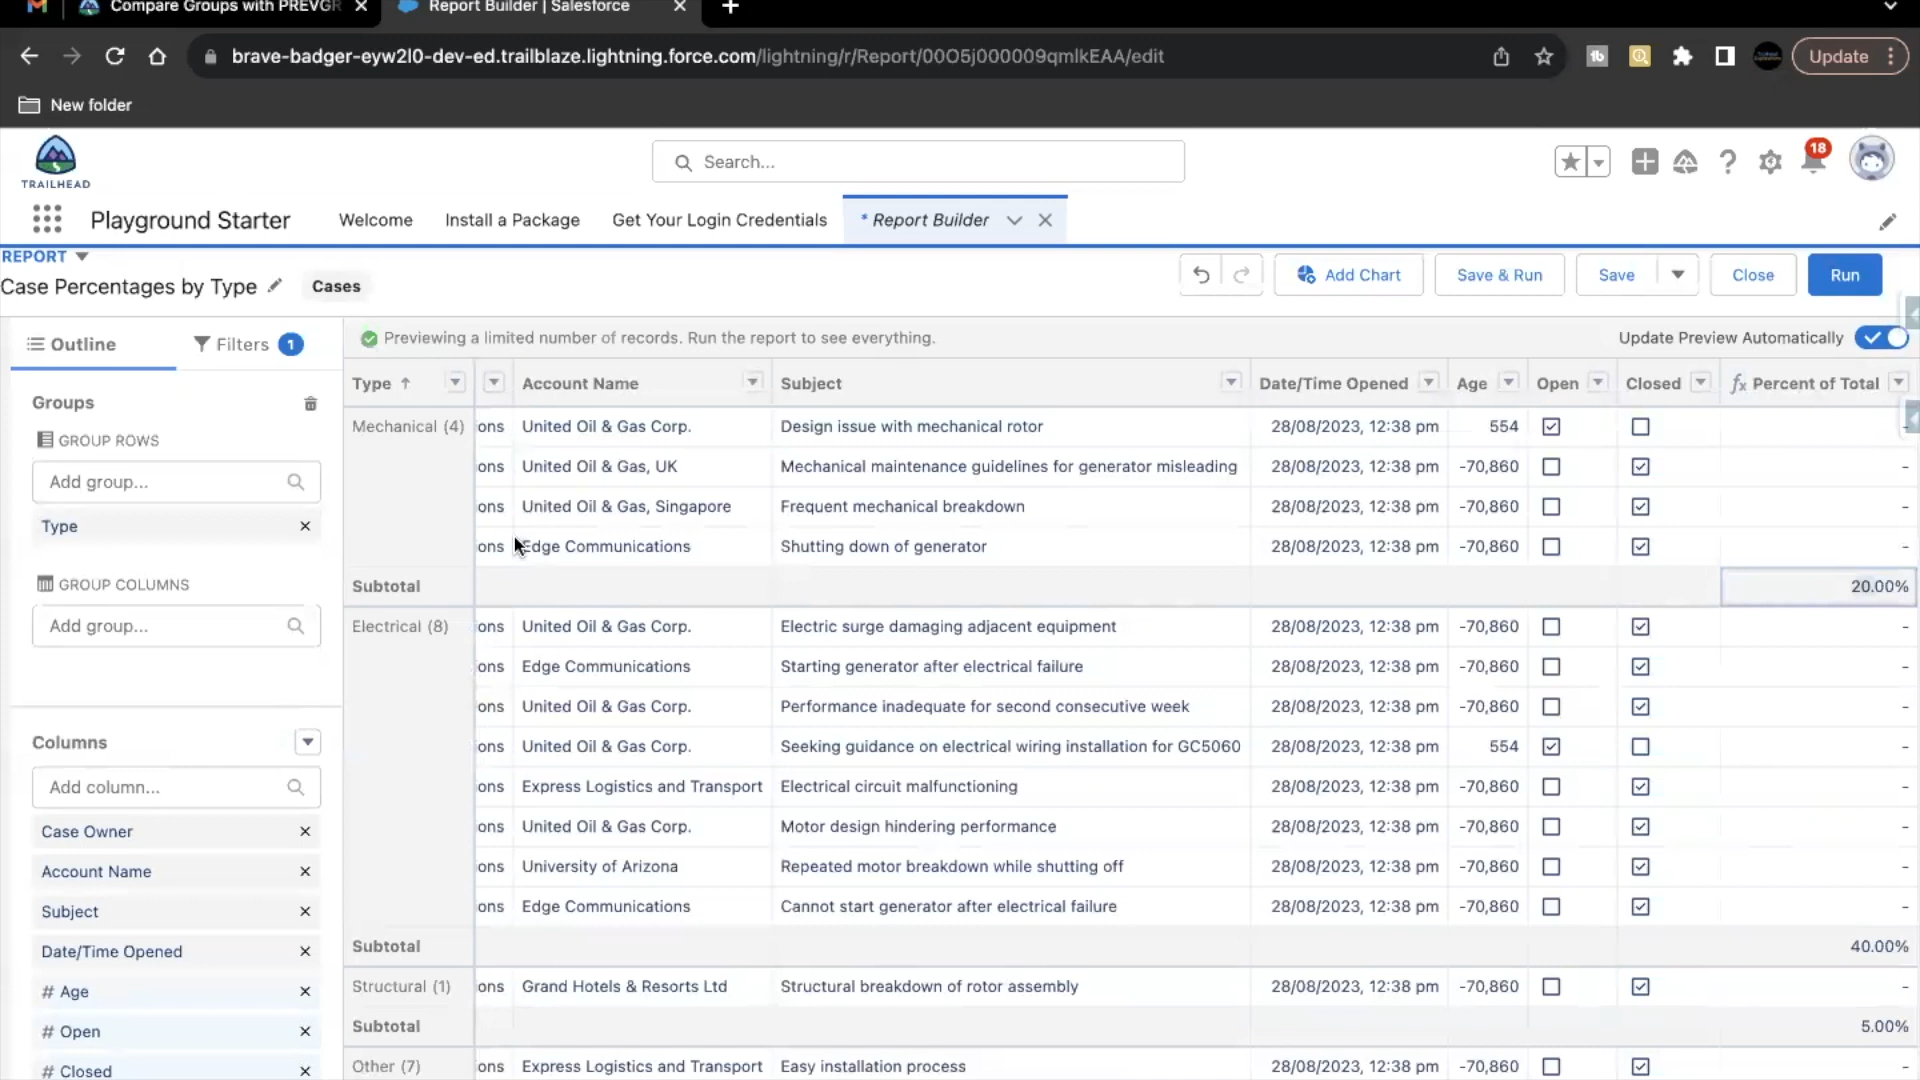 Compare Groups with PREVGR
Report Builder | Salesforce
brave-badger-eyw2l0-dev-ed.trailblaze.lightning.force.com/lightning/r/Report/00O5j000009qmlkEAA/edit
Update
New folder
TRAILHEAD
Search...
18
Playground Starter
Welcome
Install a Package
Get Your Login Credentials
* Report Builder
REPORT
Case Percentages by Type
Cases
Add Chart
Save & Run
Save
Close
Run
Outline
Filters 1
Previewing a limited number of records. Run the report to see everything.
Update Preview Automatically
Groups
GROUP ROWS
Add group...
Type
GROUP COLUMNS
Add group...
Columns
Add column...
Case Owner
Account Name
Subject
Date/Time Opened
# Age
# Open
# Closed
Type ↑ Account Name Subject Date/Time Opened Age Open Closed fx Percent of Total
Mechanical (4) ons United Oil & Gas Corp. Design issue with mechanical rotor 28/08/2023, 12:38 pm 554 -
ons United Oil & Gas, UK Mechanical maintenance guidelines for generator misleading 28/08/2023, 12:38 pm -70,860 -
ons United Oil & Gas, Singapore Frequent mechanical breakdown 28/08/2023, 12:38 pm -70,860 -
ons Edge Communications Shutting down of generator 28/08/2023, 12:38 pm -70,860 -
Subtotal 20.00%
Electrical (8) ons United Oil & Gas Corp. Electric surge damaging adjacent equipment 28/08/2023, 12:38 pm -70,860 -
ons Edge Communications Starting generator after electrical failure 28/08/2023, 12:38 pm -70,860 -
ons United Oil & Gas Corp. Performance inadequate for second consecutive week 28/08/2023, 12:38 pm -70,860 -
ons United Oil & Gas Corp. Seeking guidance on electrical wiring installation for GC5060 28/08/2023, 12:38 pm 554 -
ons Express Logistics and Transport Electrical circuit malfunctioning 28/08/2023, 12:38 pm -70,860 -
ons United Oil & Gas Corp. Motor design hindering performance 28/08/2023, 12:38 pm -70,860 -
ons University of Arizona Repeated motor breakdown while shutting off 28/08/2023, 12:38 pm -70,860 -
ons Edge Communications Cannot start generator after electrical failure 28/08/2023, 12:38 pm -70,860 -
Subtotal 40.00%
Structural (1) ons Grand Hotels & Resorts Ltd Structural breakdown of rotor assembly 28/08/2023, 12:38 pm -70,860 -
Subtotal 5.00%
Other (7) ons Express Logistics and Transport Easy installation process 28/08/2023, 12:38 pm -70,860 -